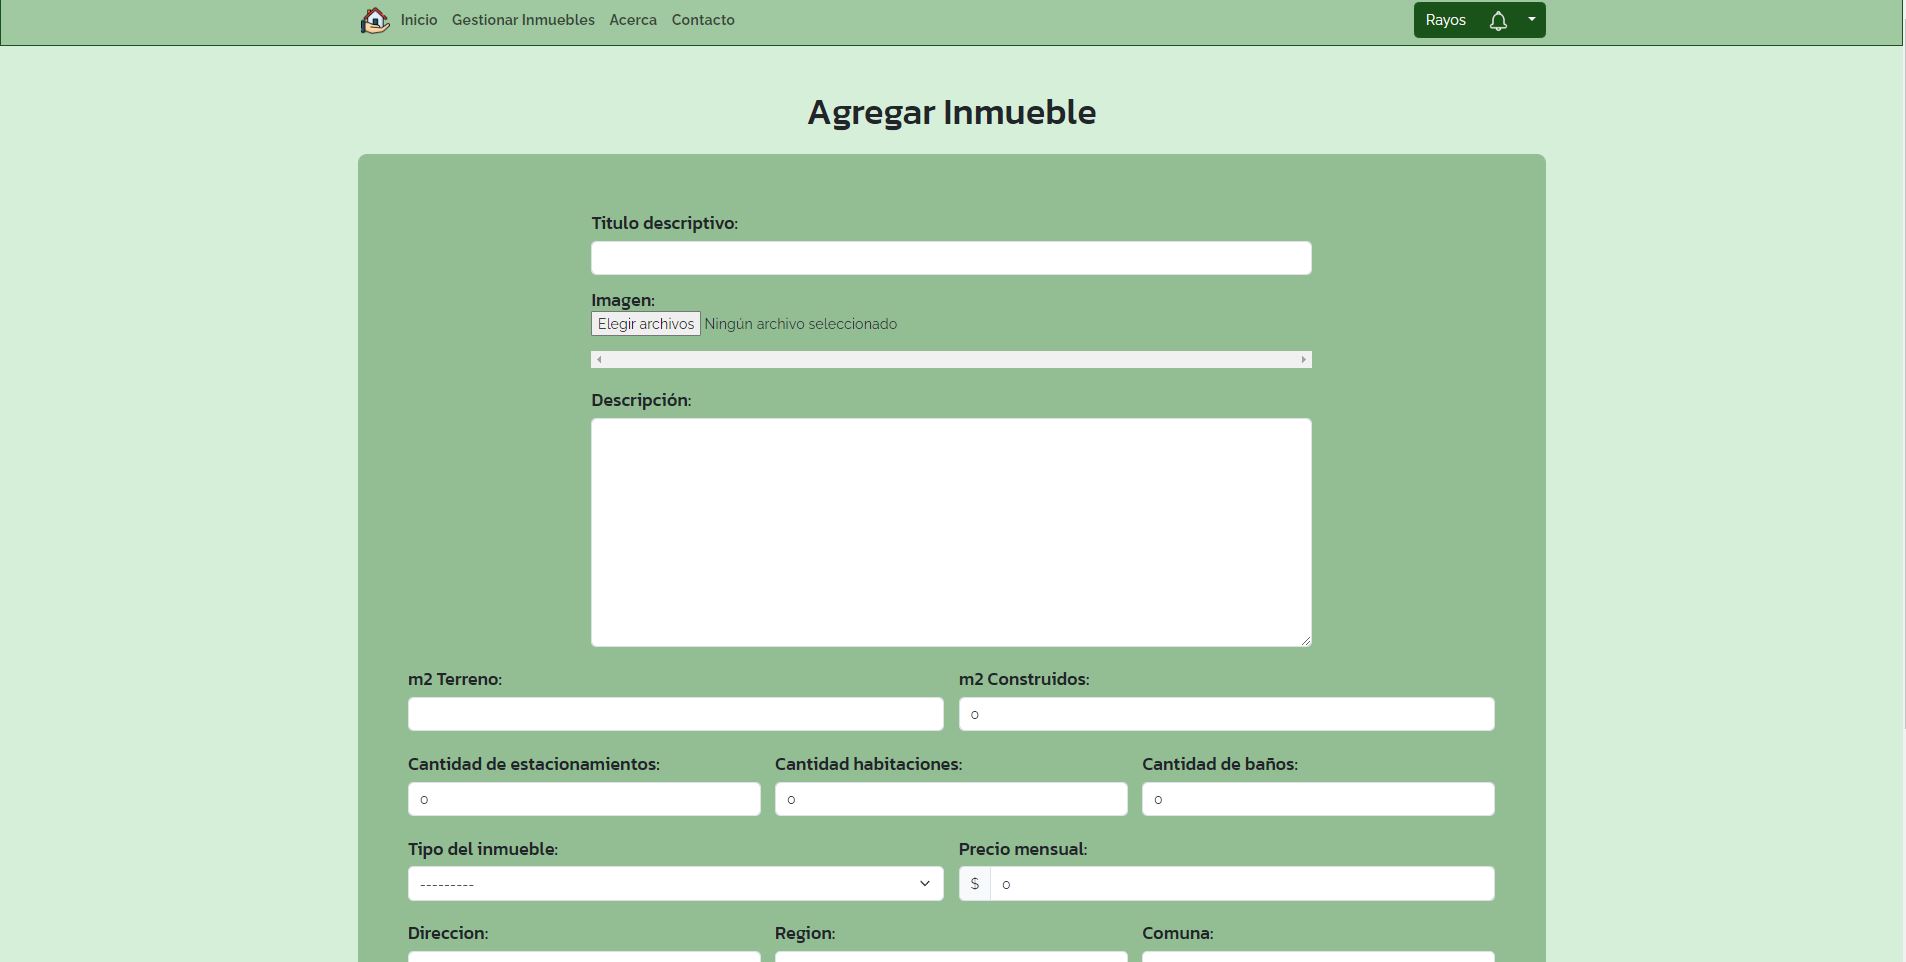 Inicio Gestionar Inmuebles Acerca Contacto Rayos
Agregar Inmueble
Titulo descriptivo:
Imagen:
Elegir archivos Ningún archivo seleccionado
Descripción:
m2 Terreno: m2 Construidos:
0
Cantidad de estacionamientos: Cantidad habitaciones: Cantidad de baños:
0 0 0
Tipo del inmueble: Precio mensual:
--------- $ 0
Direccion: Region: Comuna: